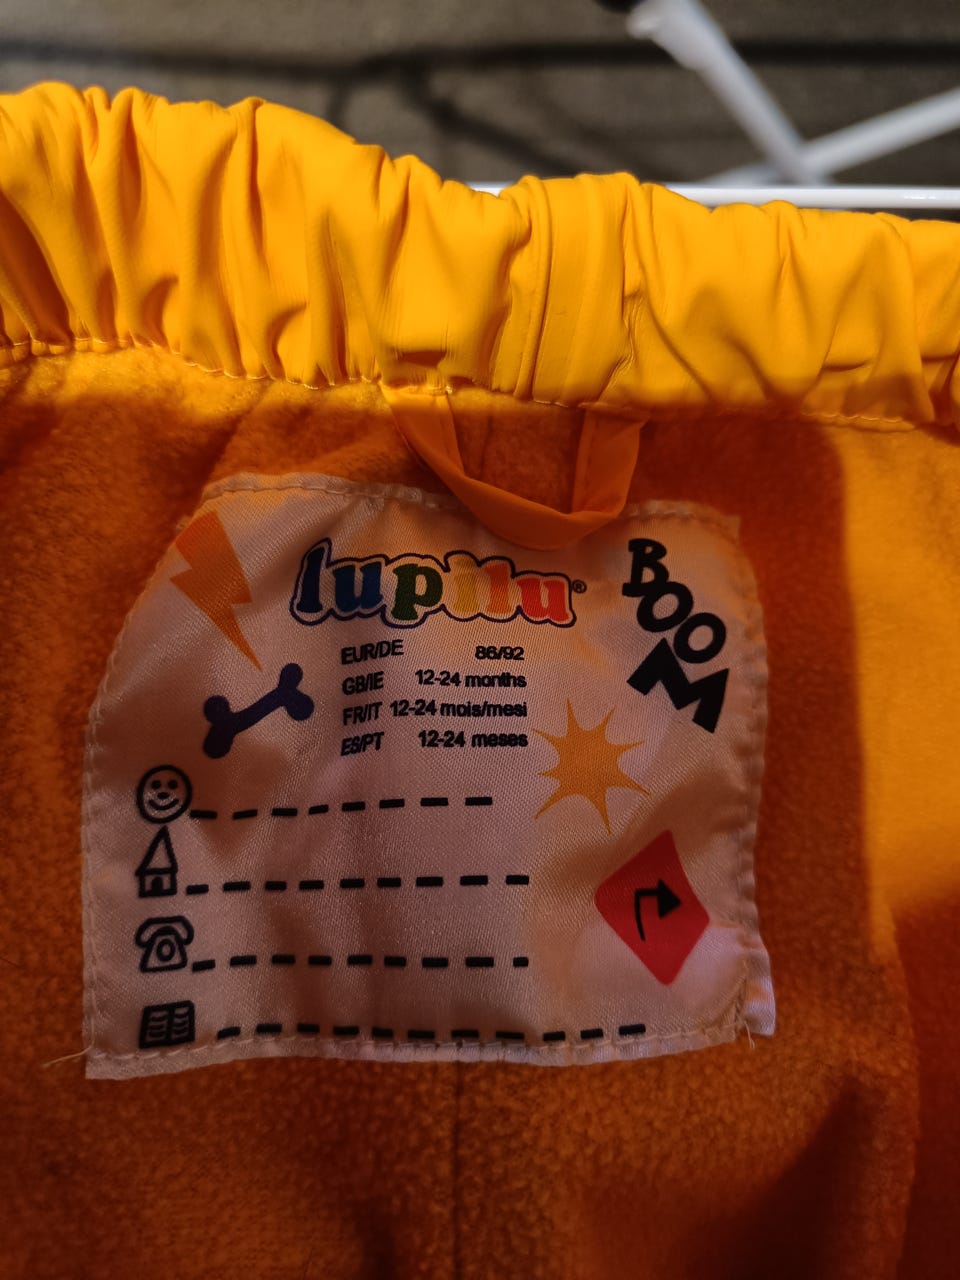 lupilu®
BOOM
EUR/DE 86/92
GB/IE 12-24 months
FR/IT 12-24 mois/mesi
ES/PT 12-24 meses